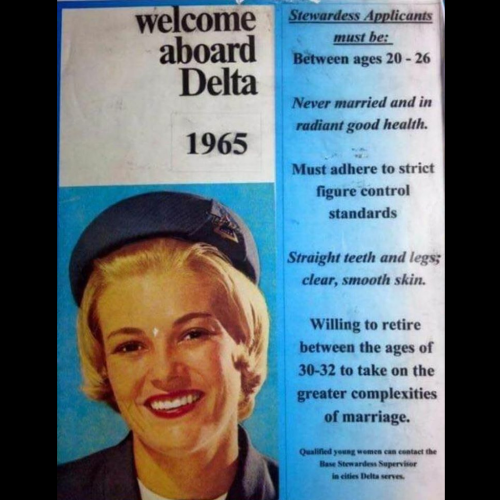 welcome
aboard
Delta
1965
Stewardess Applicants
must be:
Between ages 20 - 26
Never married and in
radiant good health.
Must adhere to strict
figure control
standards
Straight teeth and legs;
clear, smooth skin.
Willing to retire
between the ages of
30-32 to take on the
greater complexities
of marriage.
Qualified young women can contact the
Base Stewardess Supervisor
in cities Delta serves.